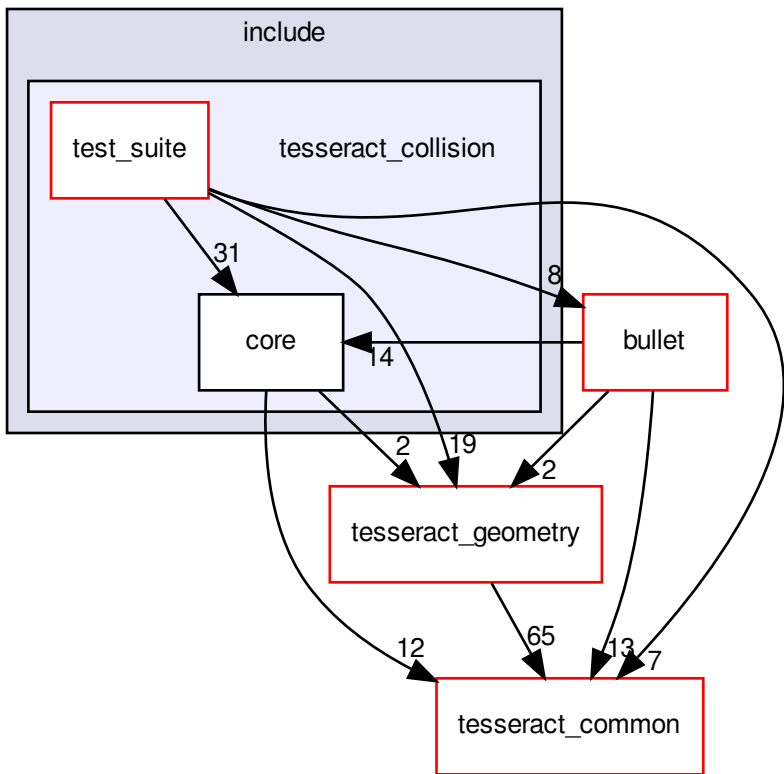 include
test_suite
tesseract_collision
31
8
core
14
bullet
2
19
2
tesseract_geometry
65
12
13
7
tesseract_common